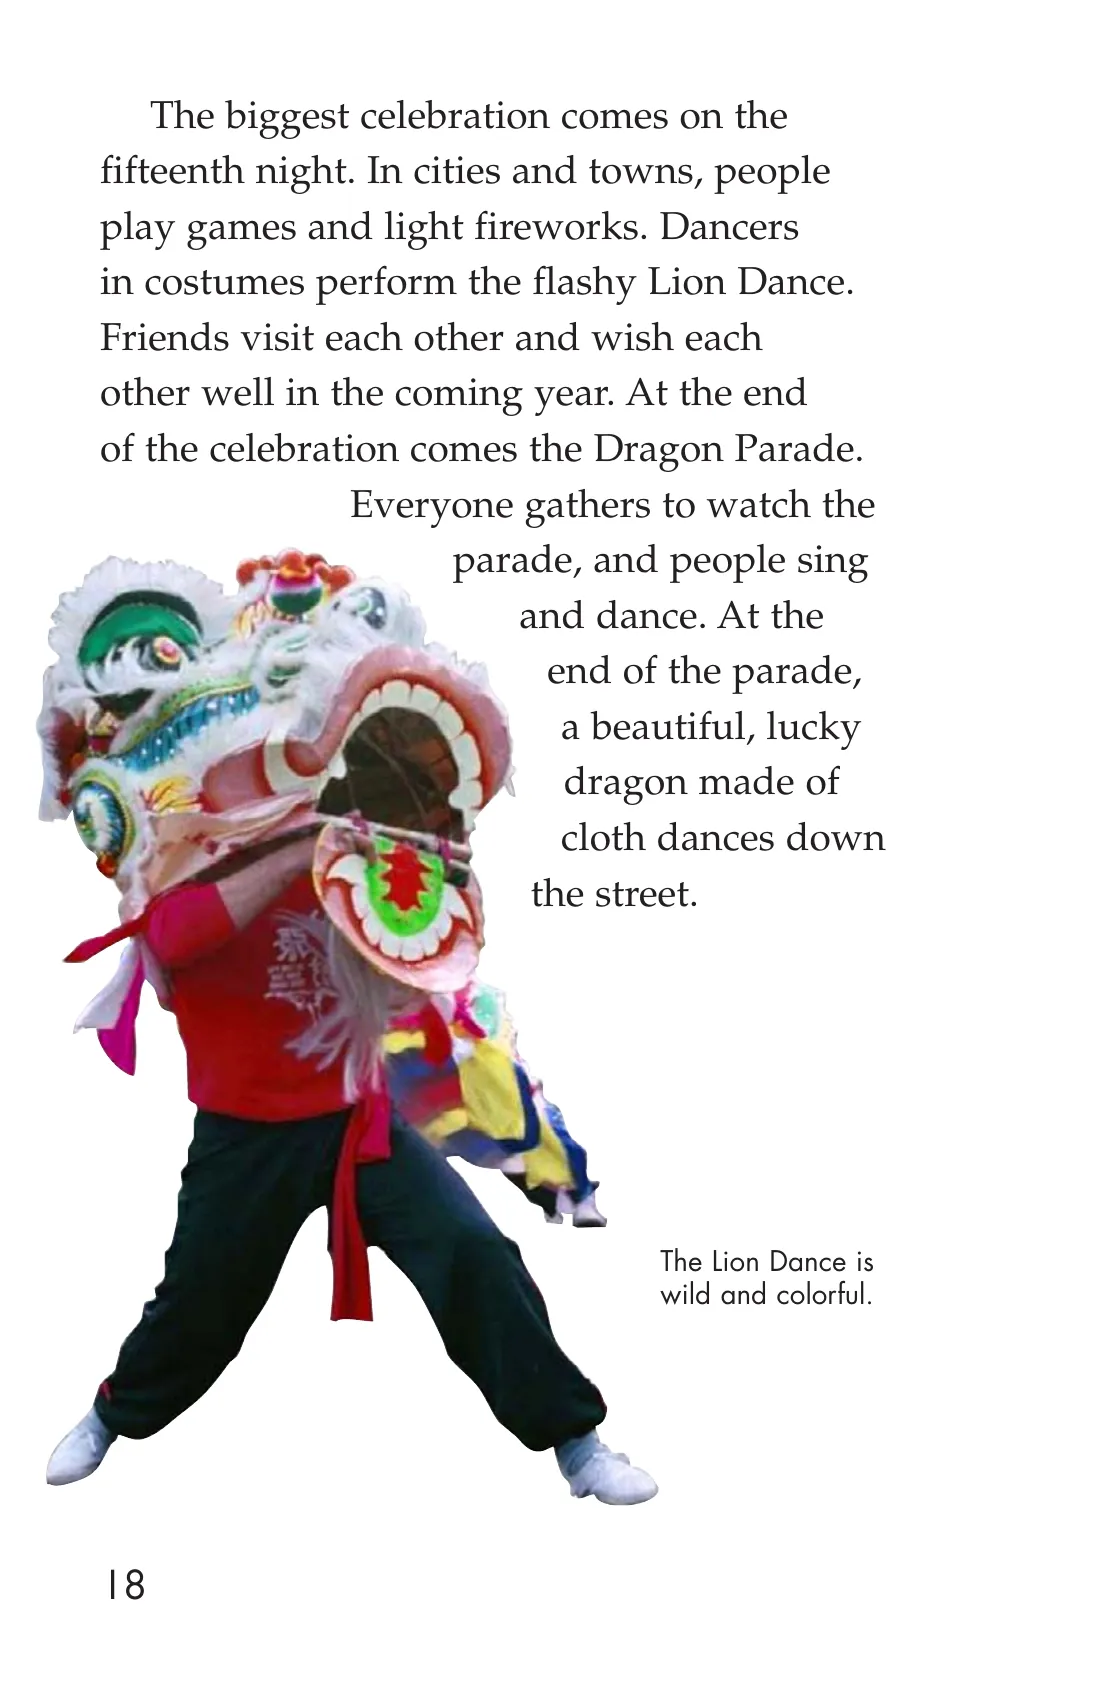 The biggest celebration comes on the
fifteenth night. In cities and towns, people
play games and light fireworks. Dancers
in costumes perform the flashy Lion Dance.
Friends visit each other and wish each
other well in the coming year. At the end
of the celebration comes the Dragon Parade.
Everyone gathers to watch the
parade, and people sing
and dance. At the
end of the parade,
a beautiful, lucky
dragon made of
cloth dances down
the street.
The Lion Dance is
wild and colorful.
18